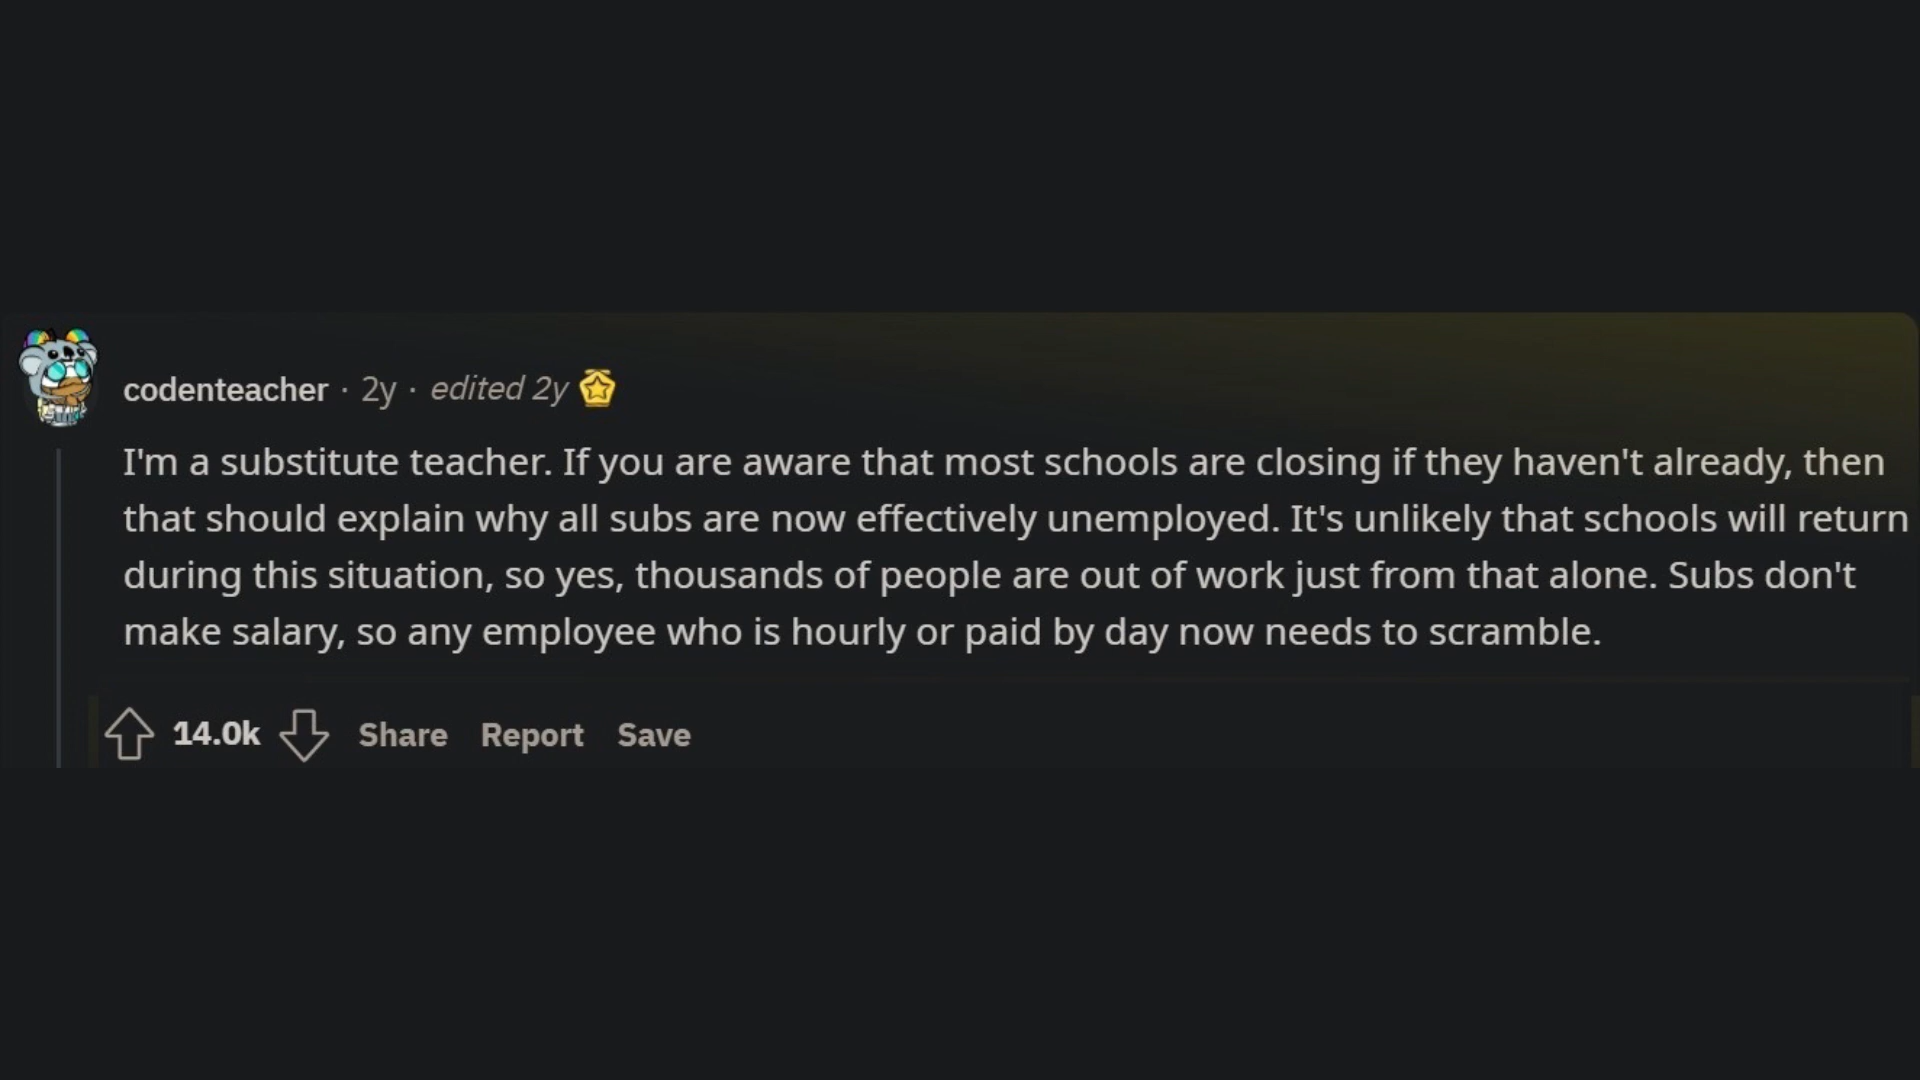 codenteacher · 2y · edited 2y
I'm a substitute teacher. If you are aware that most schools are closing if they haven't already, then
that should explain why all subs are now effectively unemployed. It's unlikely that schools will return
during this situation, so yes, thousands of people are out of work just from that alone. Subs don't
make salary, so any employee who is hourly or paid by day now needs to scramble.
14.0k Share Report Save